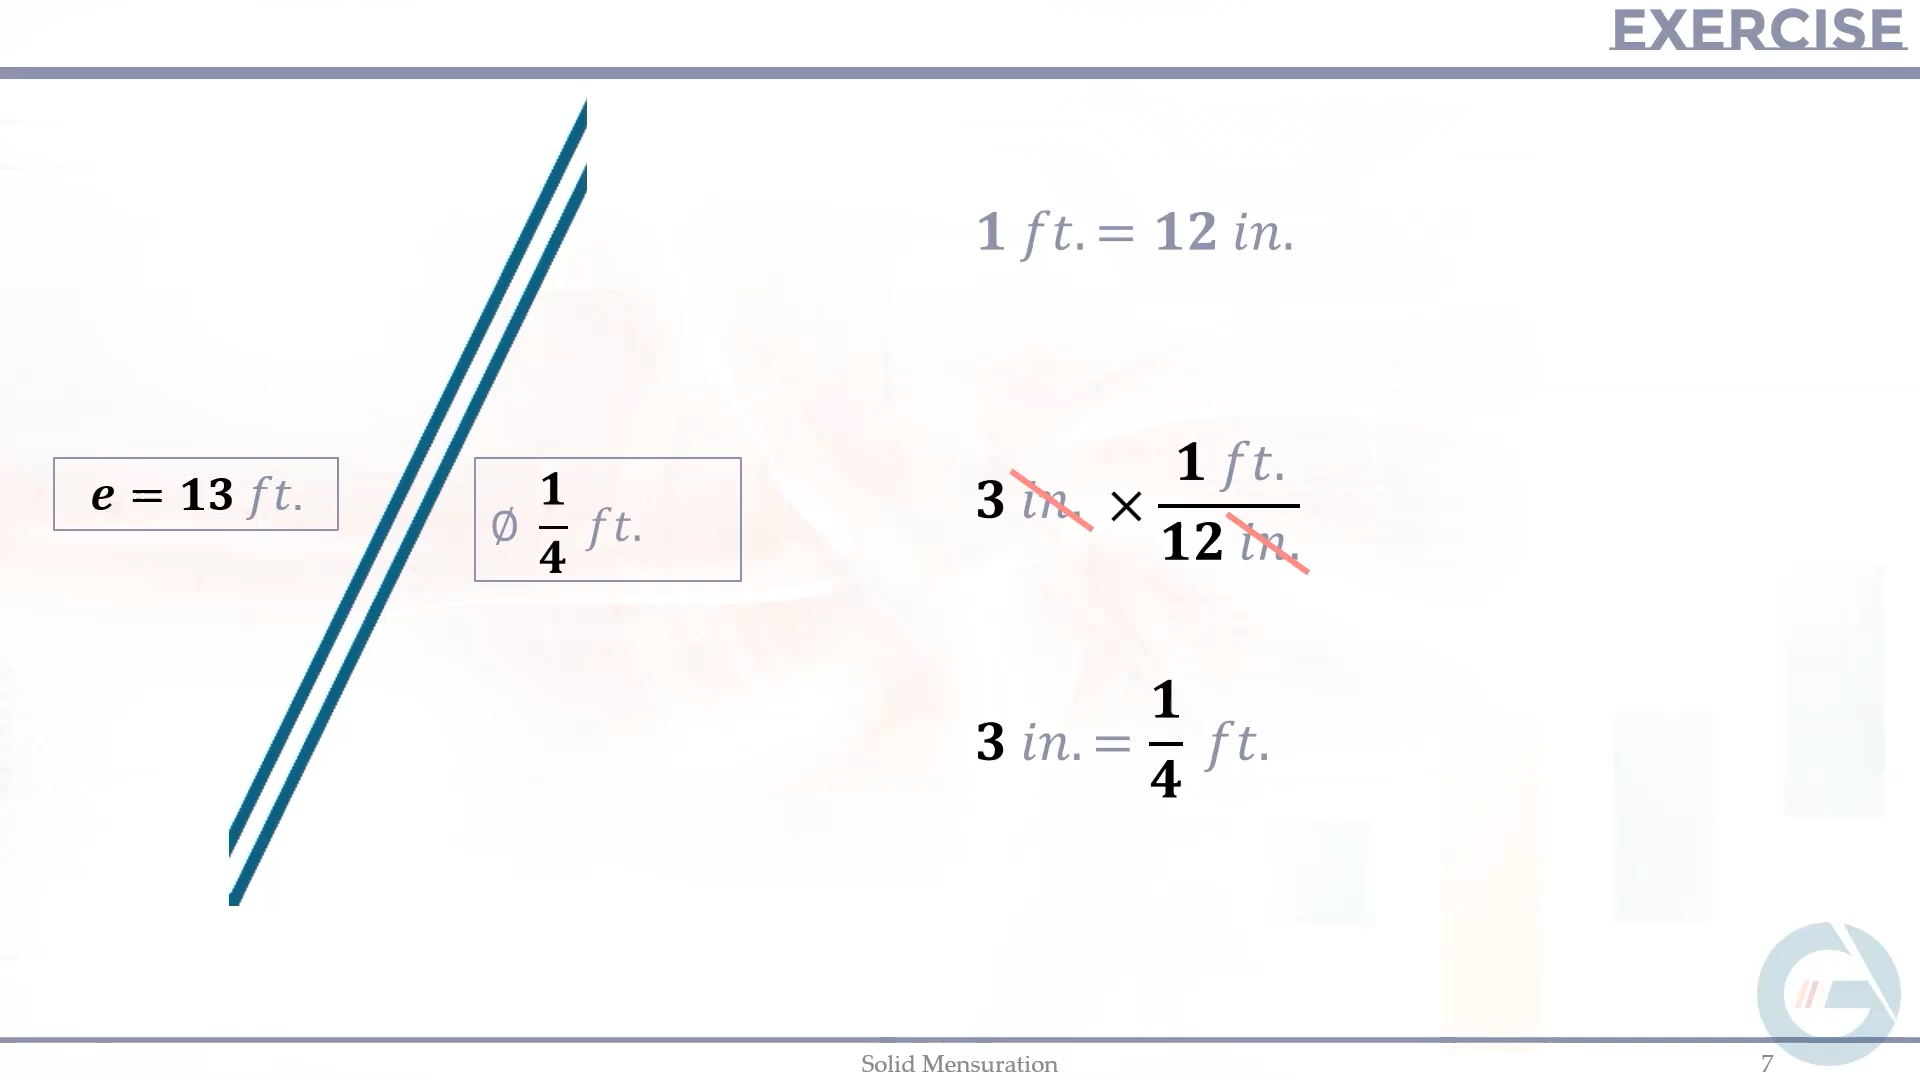 EXERCISE
1 ft. = 12 in.
e = 13 ft.
∅ 1/4 ft.
3 in. × 1 ft./12 in.
3 in. = 1/4 ft.
Solid Mensuration
7